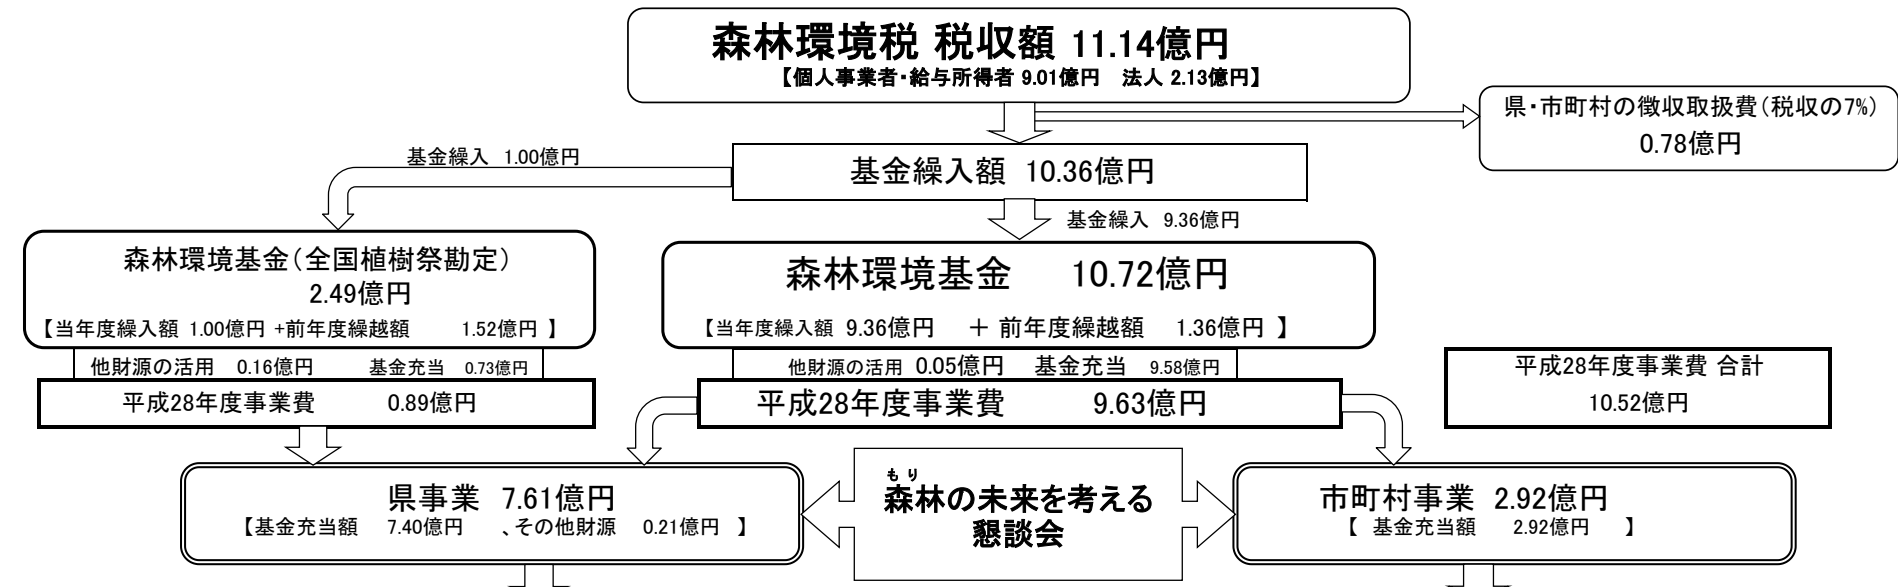 森林環境税 税収額 11.14億円
【個人事業者・給与所得者 9.01億円 法人 2.13億円】
県・市町村の徴収取扱費(税収の7%)
0.78億円
基金繰入 1.00億円
基金繰入額 10.36億円
基金繰入 9.36億円
森林環境基金(全国植樹祭勘定)
2.49億円
【当年度繰入額 1.00億円 +前年度繰越額 1.52億円 】
森林環境基金 10.72億円
【当年度繰入額 9.36億円 + 前年度繰越額 1.36億円 】
他財源の活用 0.16億円 基金充当 0.73億円
平成28年度事業費 0.89億円
他財源の活用 0.05億円 基金充当 9.58億円
平成28年度事業費 9.63億円
平成28年度事業費 合計
10.52億円
県事業 7.61億円
【基金充当額 7.40億円 、その他財源 0.21億円 】
もり
森林の未来を考える
懇談会
市町村事業 2.92億円
【 基金充当額 2.92億円 】